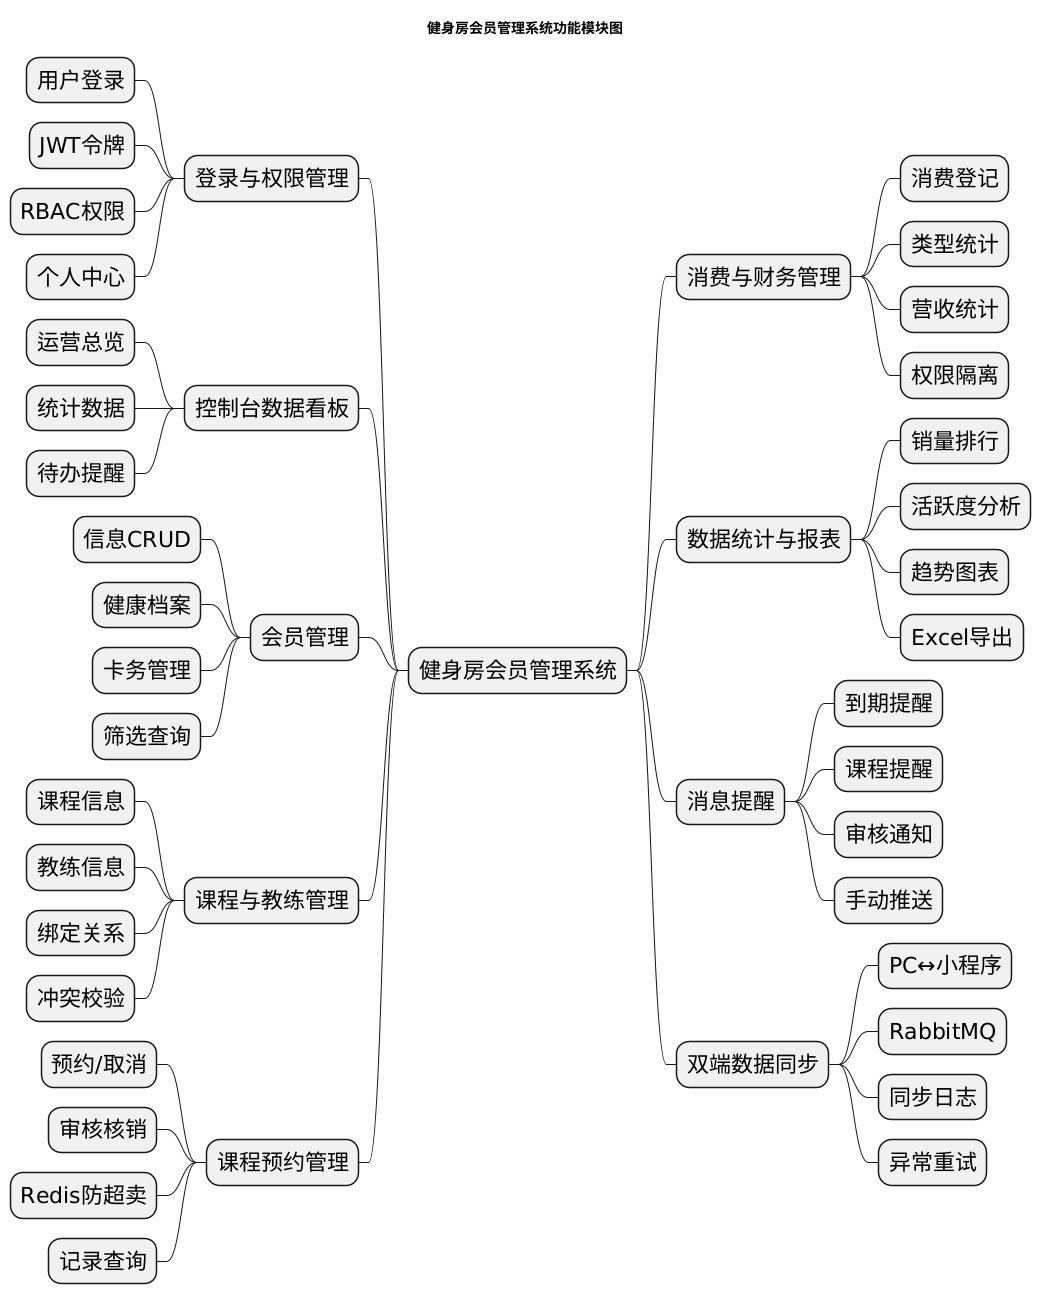 健身房会员管理系统功能模块图
用户登录
JWT令牌
RBAC权限
个人中心
登录与权限管理
运营总览
统计数据
待办提醒
控制台数据看板
信息CRUD
健康档案
卡务管理
筛选查询
会员管理
课程信息
教练信息
绑定关系
冲突校验
课程与教练管理
预约/取消
审核核销
Redis防超卖
记录查询
课程预约管理
健身房会员管理系统
消费与财务管理
消费登记
类型统计
营收统计
权限隔离
数据统计与报表
销量排行
活跃度分析
趋势图表
Excel导出
消息提醒
到期提醒
课程提醒
审核通知
手动推送
双端数据同步
PC↔小程序
RabbitMQ
同步日志
异常重试